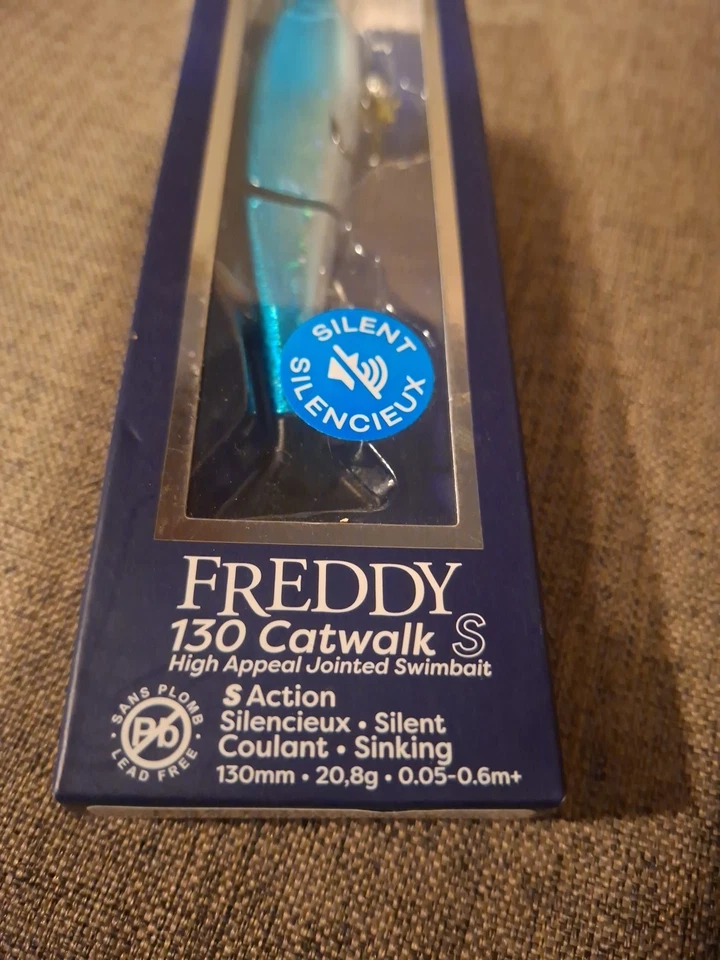 SILENT
SILENCIEUX
FREDDY
130 Catwalk S
High Appeal Jointed Swimbait
SANS PLOMB
Pb
LEAD FREE
S Action
Silencieux • Silent
Coulant • Sinking
130mm • 20,8g • 0.05-0.6m+